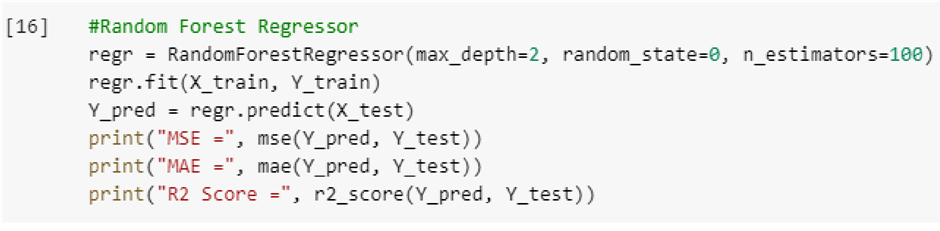 [16] #Random Forest Regressor
regr = RandomForestRegressor(max_depth=2, random_state=0, n_estimators=100)
regr.fit(X_train, Y_train)
Y_pred = regr.predict(X_test)
print("MSE =", mse(Y_pred, Y_test))
print("MAE =", mae(Y_pred, Y_test))
print("R2 Score =", r2_score(Y_pred, Y_test))